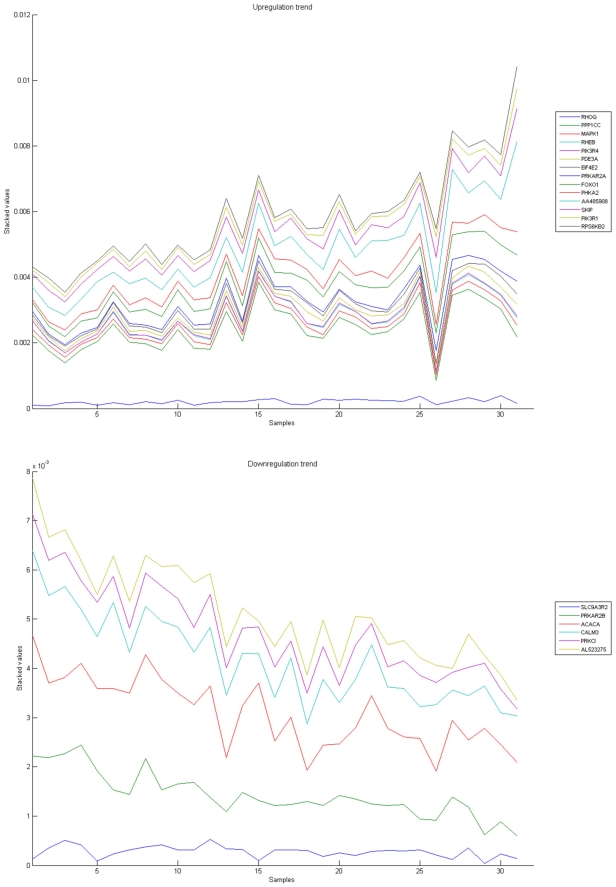 Upregulation trend
0.012
0.01
0.008
0.006
0.004
0.002
0
Stacked values
5
10
15
20
25
30
Samples
RHOQ
PPP1CC
MAPK1
RHEB
PIK3R4
PDE3A
EIF4E2
PRKAR2A
FOXO1
PHKA2
AA485908
SKIP
PIK3R1
RPS6KB2
Downregulation trend
x 10⁻³
8
7
6
5
4
3
2
1
0
Stacked values
5
10
15
20
25
30
Samples
SLC9A3R2
PRKAR2B
ACACA
CALM3
PRKCI
AL523275